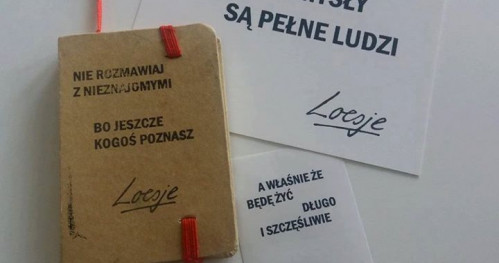 NIE ROZMAWIAJ
Z NIEZNAJOMYMI
BO JESZCZE
KOGOŚ POZNASZ
Loesje
SĄ PEŁNE LUDZI
Loesje
A WŁAŚNIE ŻE
BĘDĘ ŻYĆ
DŁUGO
I SZCZĘŚLIWIE